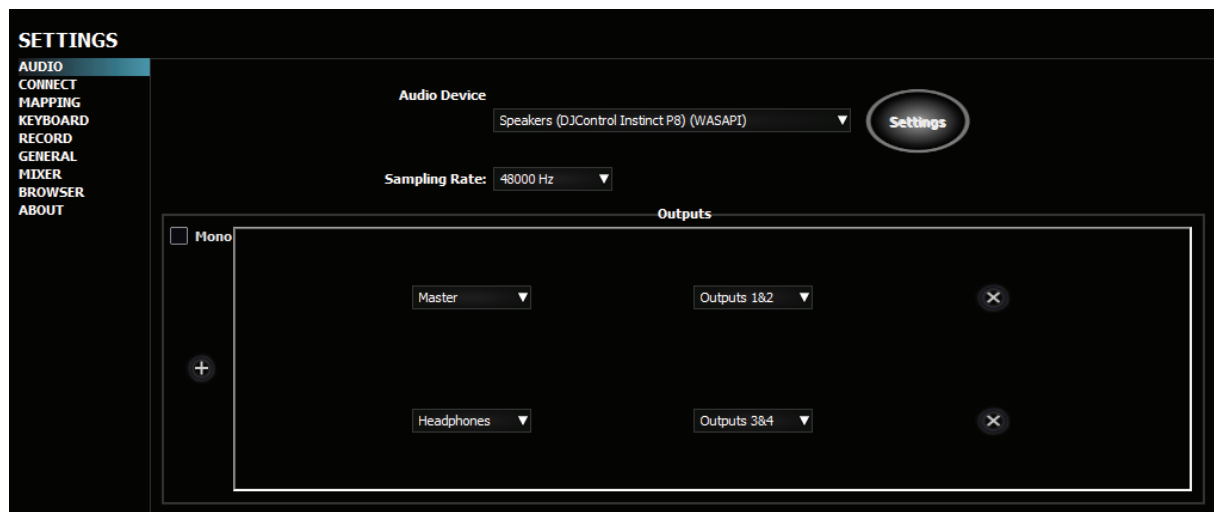 SETTINGS
AUDIO
CONNECT
MAPPING
KEYBOARD
RECORD
GENERAL
MIXER
BROWSER
ABOUT
Audio Device
Speakers (DJControl Instinct P8) (WASAPI)
Settings
Sampling Rate: 48000 Hz
Outputs
Mono
Master Outputs 1&2
Headphones Outputs 3&4